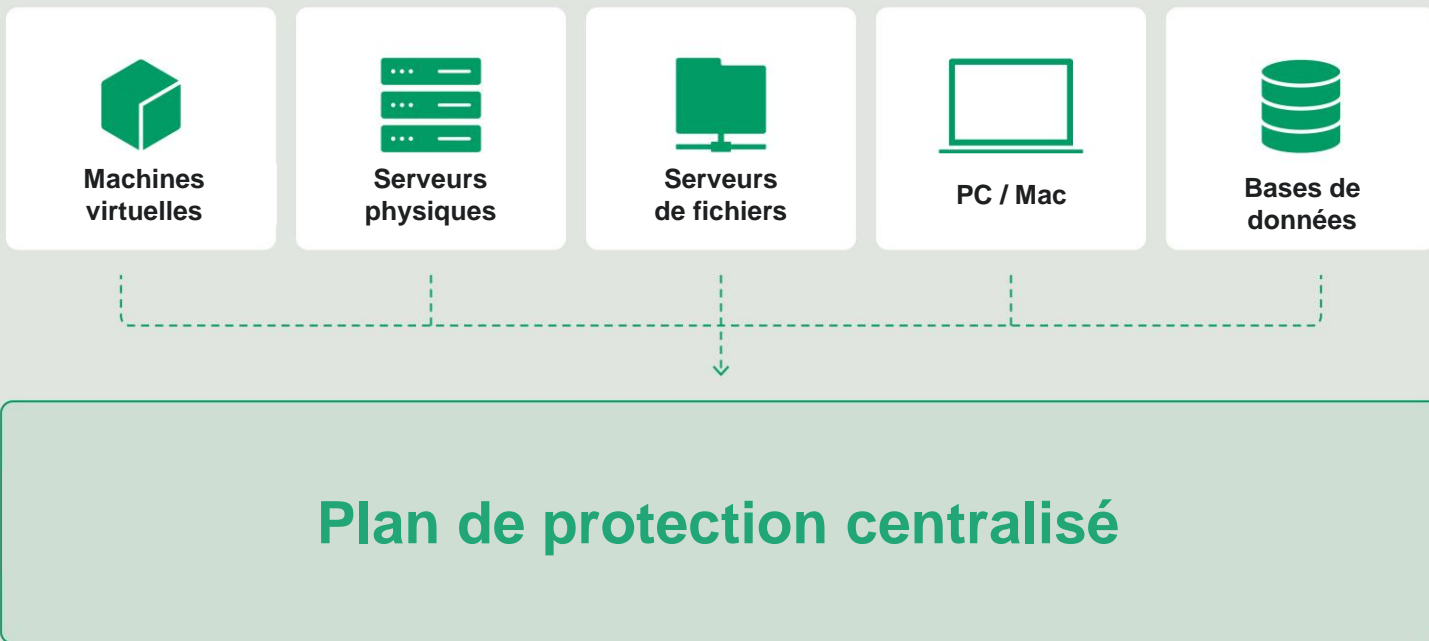 Machines
virtuelles
Serveurs
physiques
Serveurs
de fichiers
PC / Mac
Bases de
données
Plan de protection centralisé